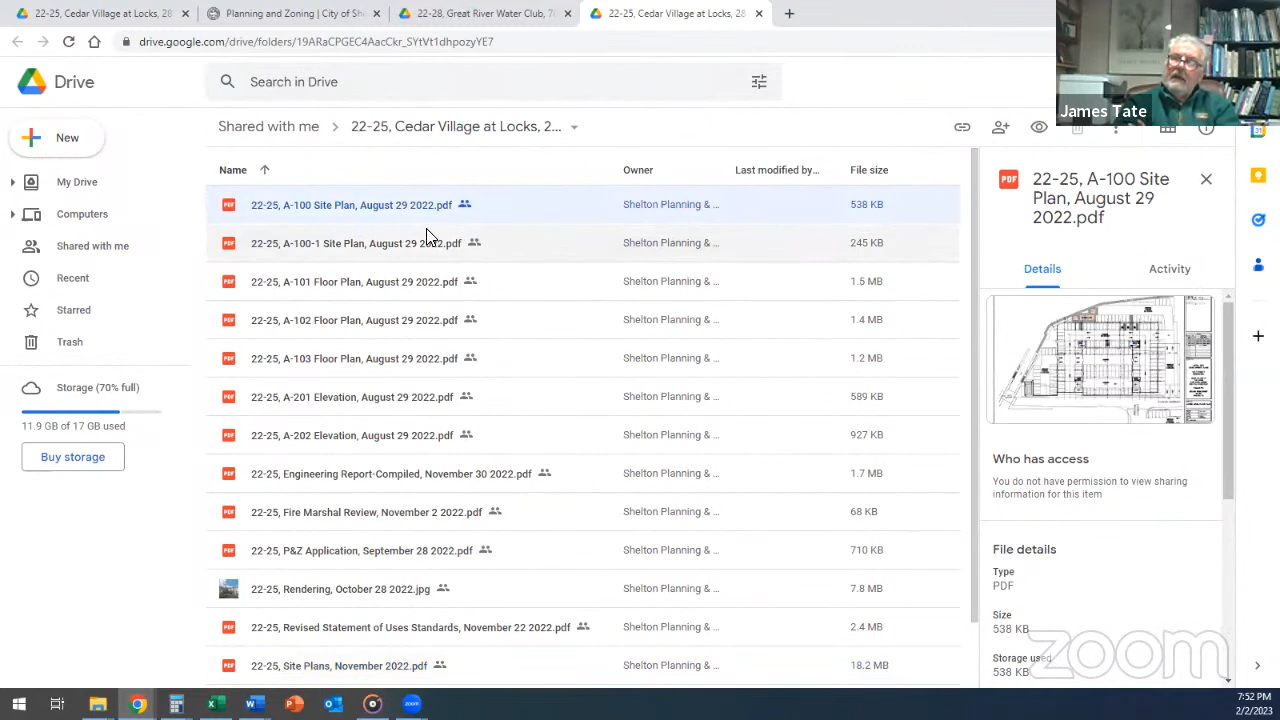 22-25, Cedar Village at Locks, 28
Planning and Zoning | City of Sh
22-28, Great River Water Club; 7
22-25, Cedar Village at Locks, 28
Drive
Search in Drive
James Tate
New
Shared with me > 22-25, Cedar Village at Locks, 2...
My Drive
Computers
Shared with me
Recent
Starred
Trash
Storage (70% full)
11.9 GB of 17 GB used
Buy storage
Name Owner Last modified by... File size
22-25, A-100 Site Plan, August 29 2022.pdf Shelton Planning & ... 538 KB
22-25, A-100-1 Site Plan, August 29 2022.pdf Shelton Planning & ... 245 KB
22-25, A-101 Floor Plan, August 29 2022.pdf Shelton Planning & ... 1.5 MB
22-25, A-102 Floor Plan, August 29 2022.pdf Shelton Planning & ... 1.4 MB
22-25, A-103 Floor Plan, August 29 2022.pdf Shelton Planning & ... 1.2 MB
22-25, A-201 Elevation, August 29 2022.pdf Shelton Planning & ... 589 KB
22-25, A-202 Elevation, August 29 2022.pdf Shelton Planning & ... 927 KB
22-25, Engineering Report-Compiled, November 30 2022.pdf Shelton Planning & ... 1.7 MB
22-25, Fire Marshal Review, November 2 2022.pdf Shelton Planning & ... 68 KB
22-25, P&Z Application, September 28 2022.pdf Shelton Planning & ... 710 KB
22-25, Rendering, October 28 2022.jpg Shelton Planning & ... 7.8 MB
22-25, Revised Statement of Uses Standards, November 22 2022.pdf Shelton Planning & ... 2.4 MB
22-25, Site Plans, November 2022.pdf Shelton Planning & ... 18.2 MB
PDF
22-25, A-100 Site
Plan, August 29
2022.pdf
Details Activity
Who has access
You do not have permission to view sharing
information for this item
File details
Type
PDF
Size
538 KB
Storage used
538 KB
zoom
7:52 PM
2/2/2023